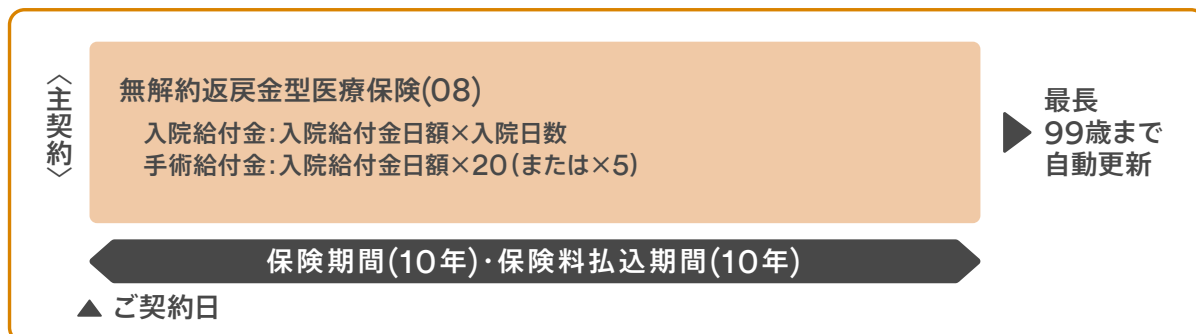 〈主契約〉
無解約返戻金型医療保険(08)
入院給付金:入院給付金日額×入院日数
手術給付金:入院給付金日額×20(または×5)
最長
99歳まで
自動更新
保険期間(10年)・保険料払込期間(10年)
▲ ご契約日